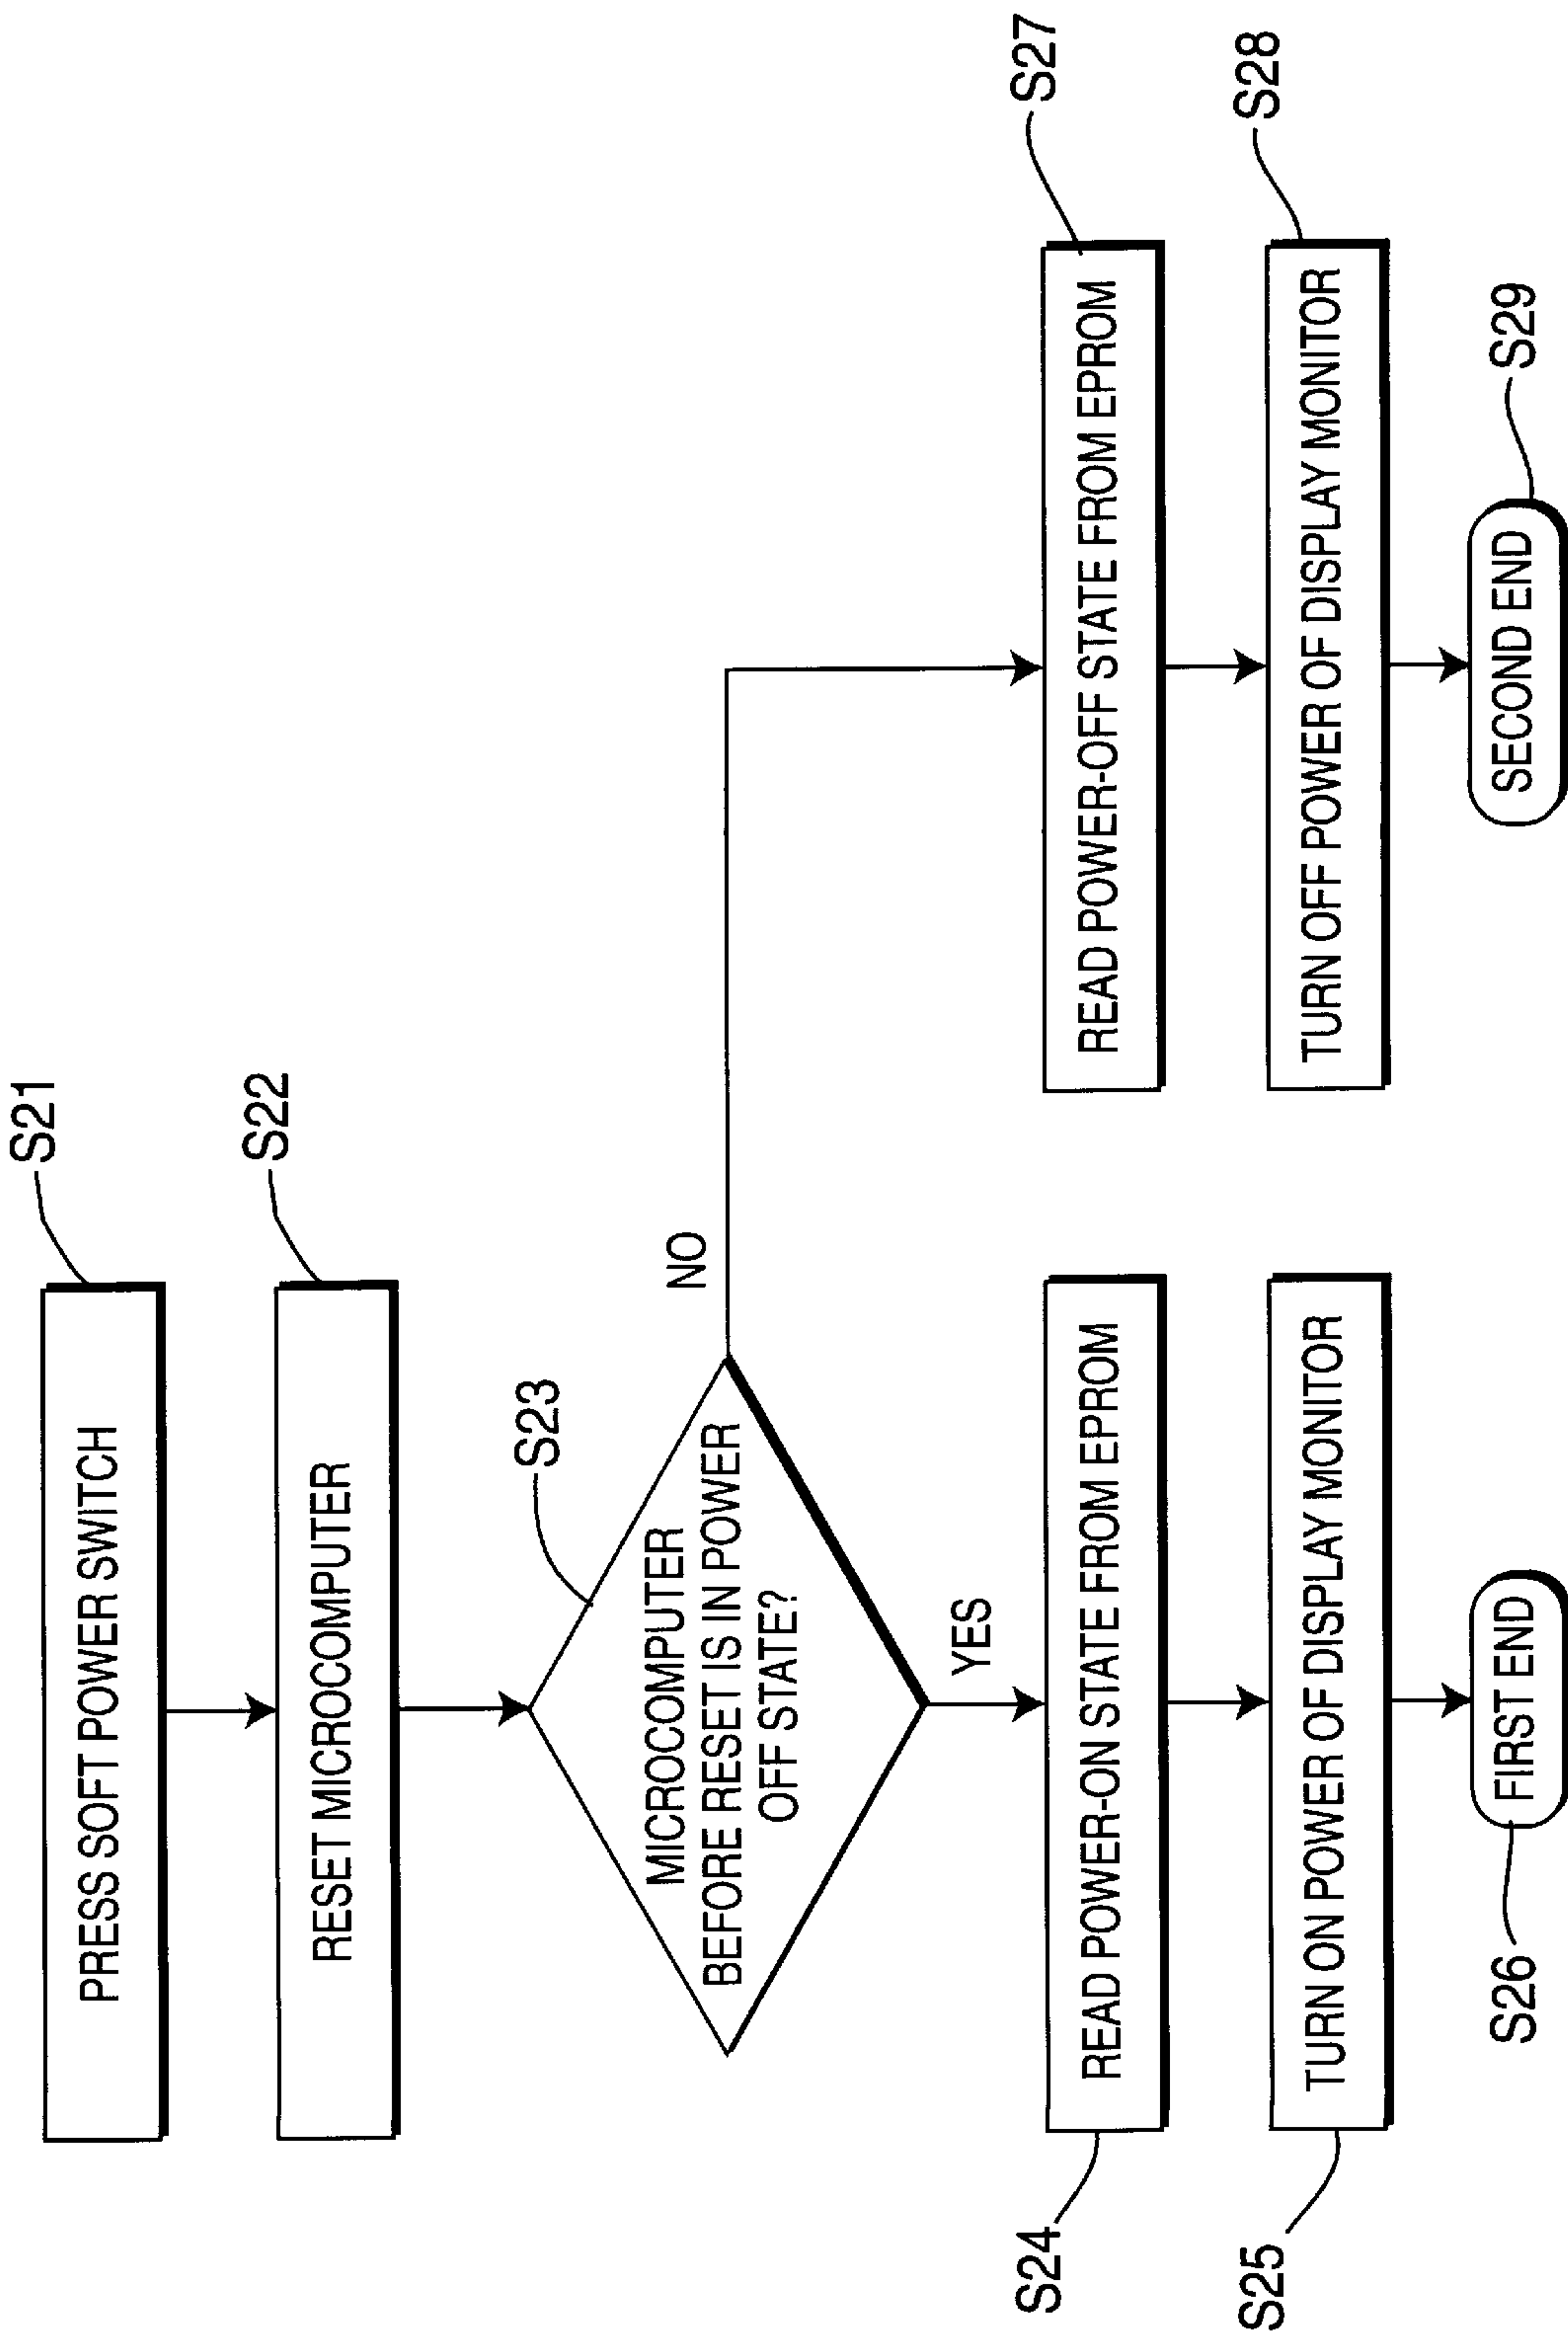 PRESS SOFT POWER SWITCH
S21
RESET MICROCOMPUTER
S22
S23
MICROCOMPUTER
BEFORE RESET IS IN POWER
OFF STATE?
NO
YES
S24
READ POWER-ON STATE FROM EPROM
S25
TURN ON POWER OF DISPLAY MONITOR
S26
FIRST END
READ POWER-OFF STATE FROM EPROM
S27
TURN OFF POWER OF DISPLAY MONITOR
S28
SECOND END
S29